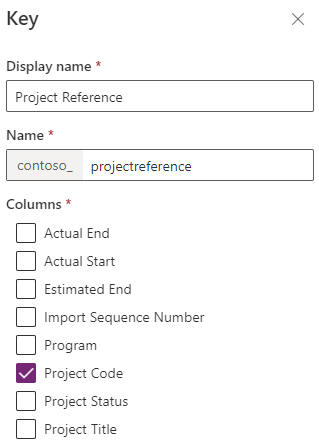 Key
Display name *
Project Reference
Name *
contoso_ projectreference
Columns *
Actual End
Actual Start
Estimated End
Import Sequence Number
Program
Project Code
Project Status
Project Title